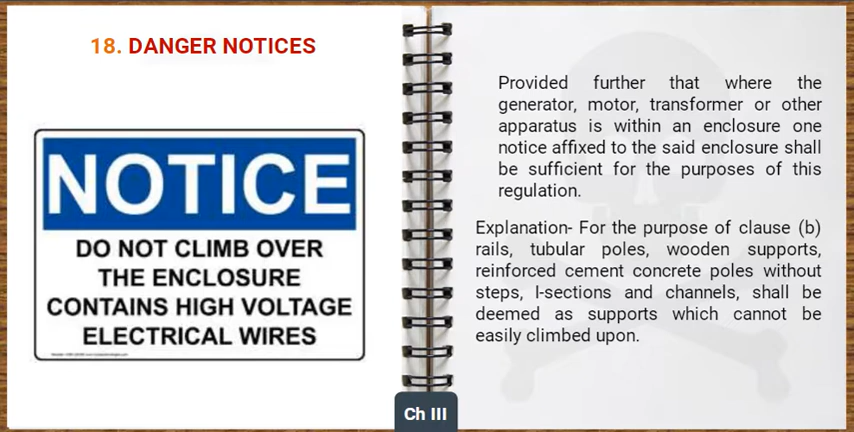 18. DANGER NOTICES
NOTICE
DO NOT CLIMB OVER
THE ENCLOSURE
CONTAINS HIGH VOLTAGE
ELECTRICAL WIRES
Provided further that where the
generator, motor, transformer or other
apparatus is within an enclosure one
notice affixed to the said enclosure shall
be sufficient for the purposes of this
regulation.
Explanation- For the purpose of clause (b)
rails, tubular poles, wooden supports,
reinforced cement concrete poles without
steps, I-sections and channels, shall be
deemed as supports which cannot be
easily climbed upon.
Ch III